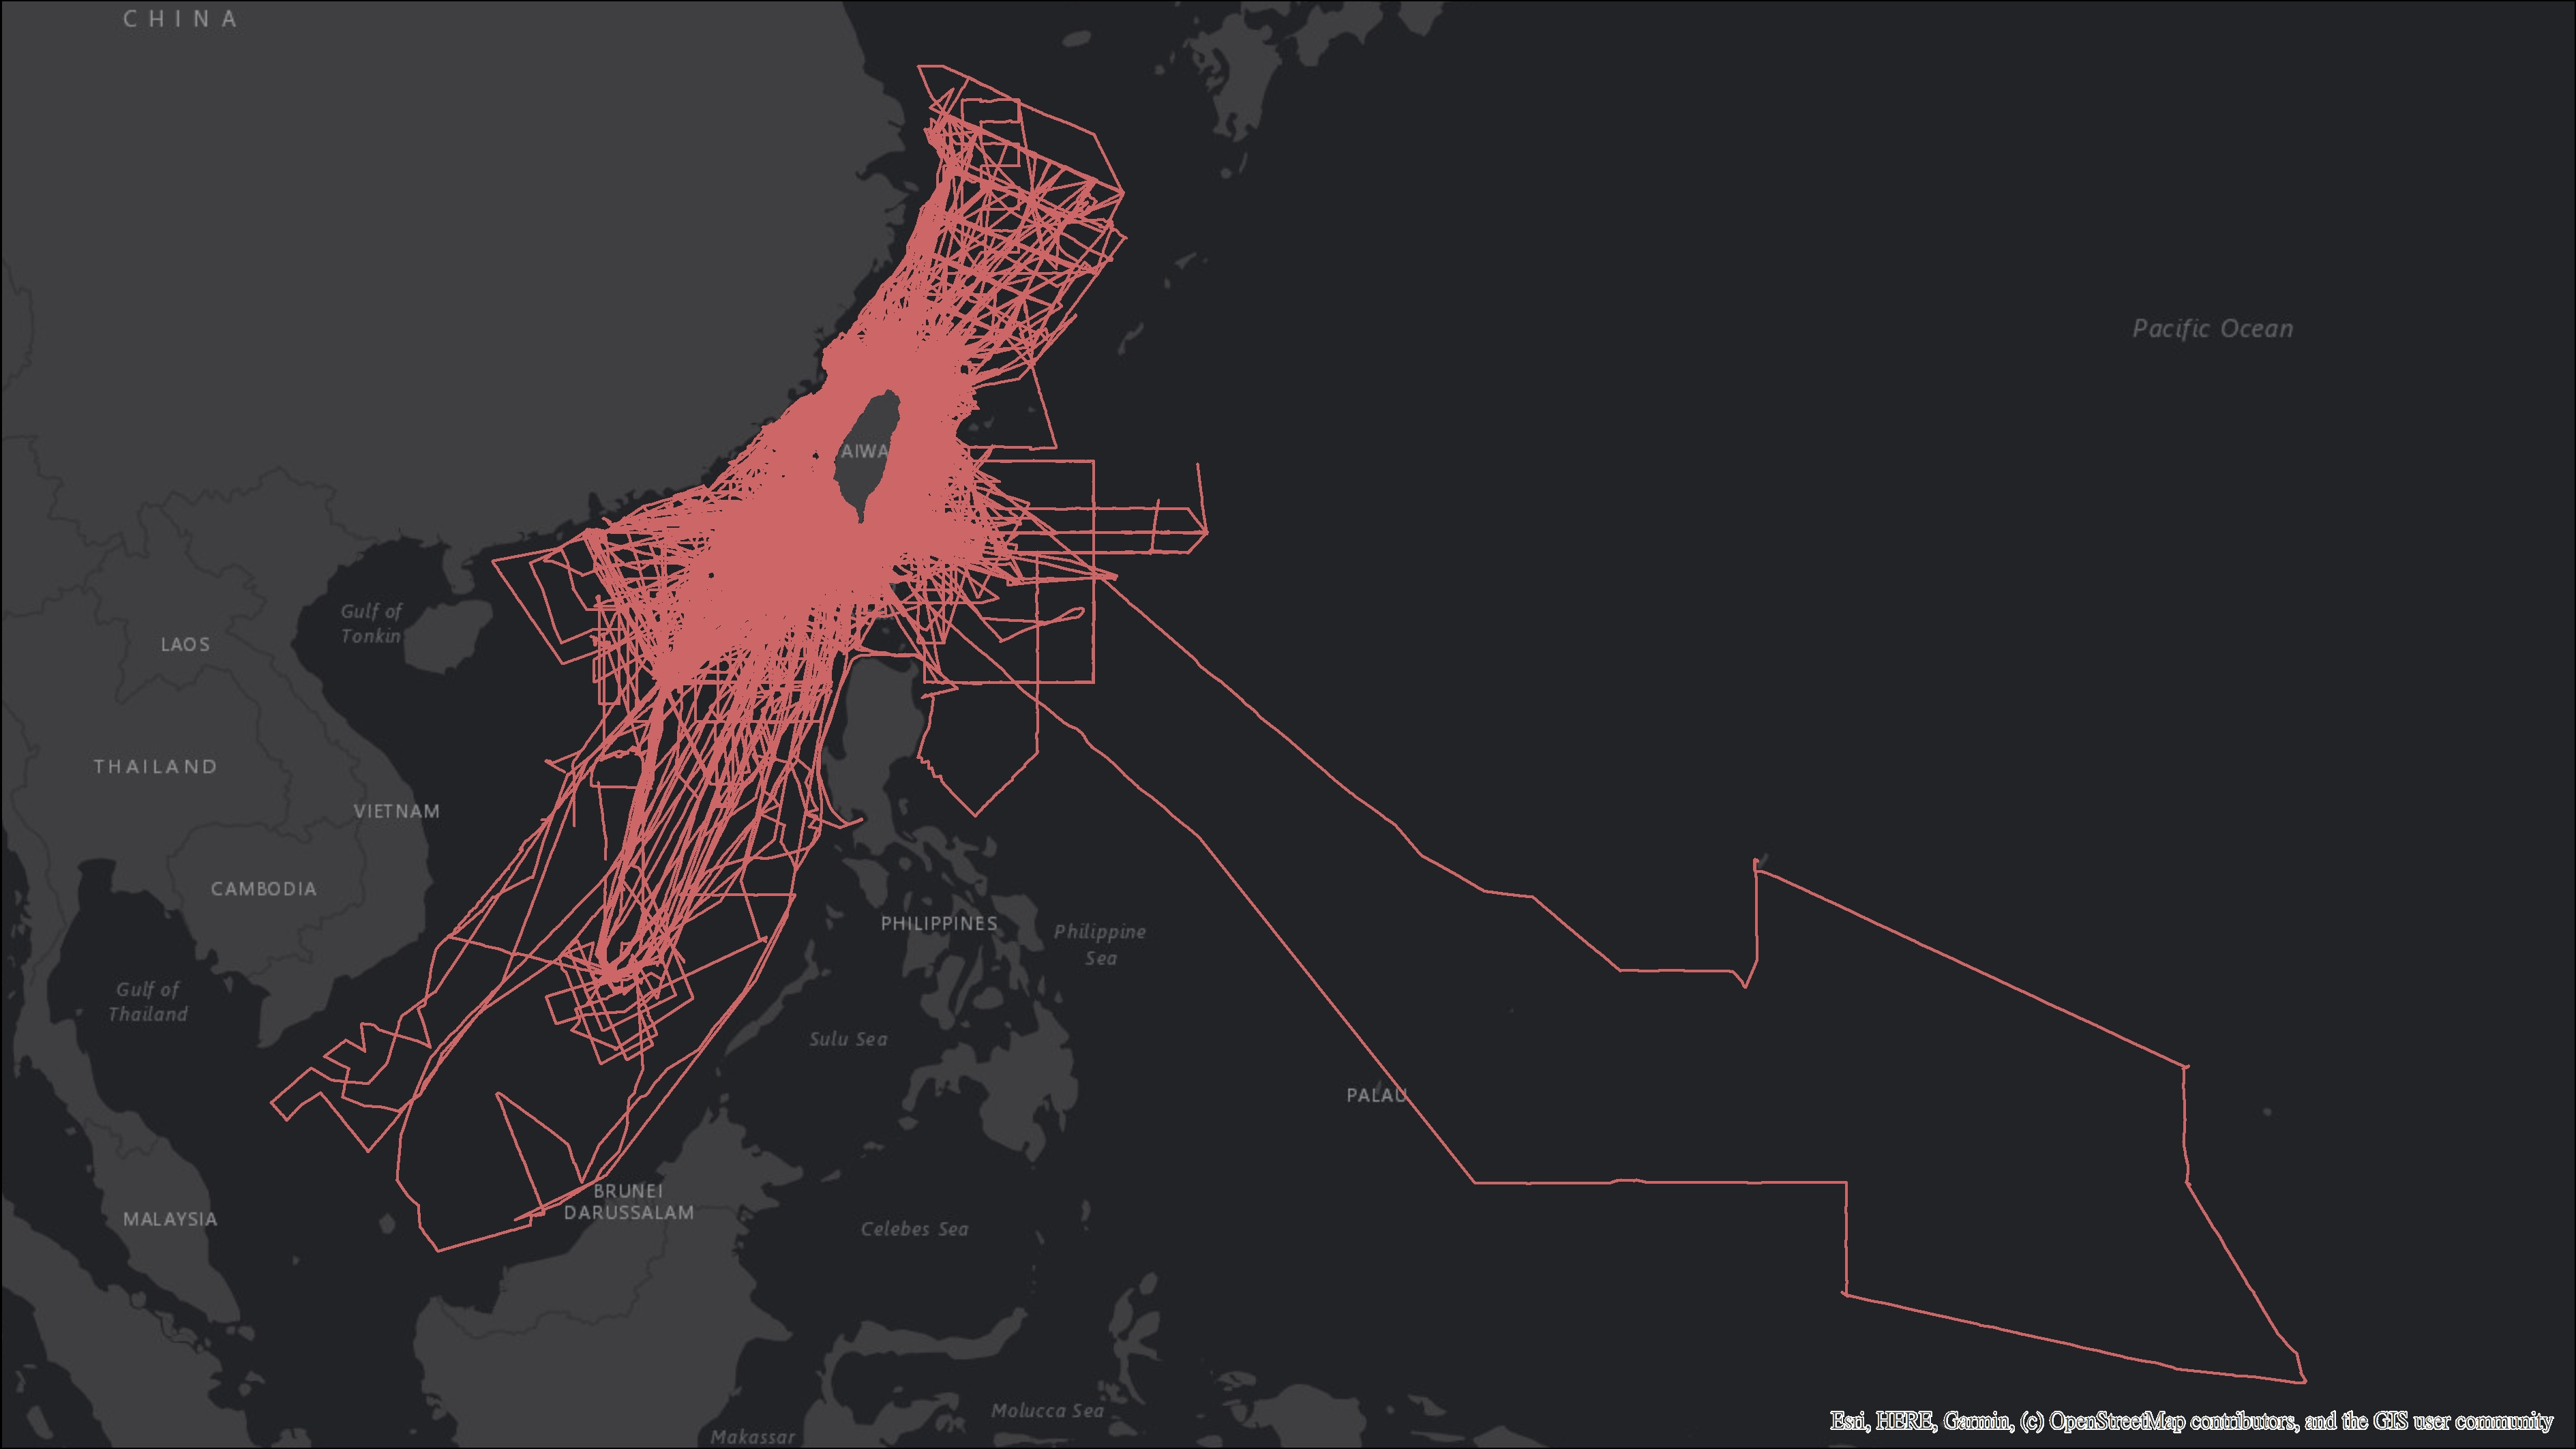 CHINA
Pacific Ocean
AIWA
Gulf of
Tonkin
LAOS
THAILAND
VIETNAM
CAMBODIA
PHILIPPINES
Philippine
Sea
Gulf of
Thailand
Sulu Sea
PALAU
BRUNEI
DARUSSALAM
MALAYSIA
Celebes Sea
Molucca Sea
Makassar
Esri, HERE, Garmin, (c) OpenStreetMap contributors, and the GIS user community